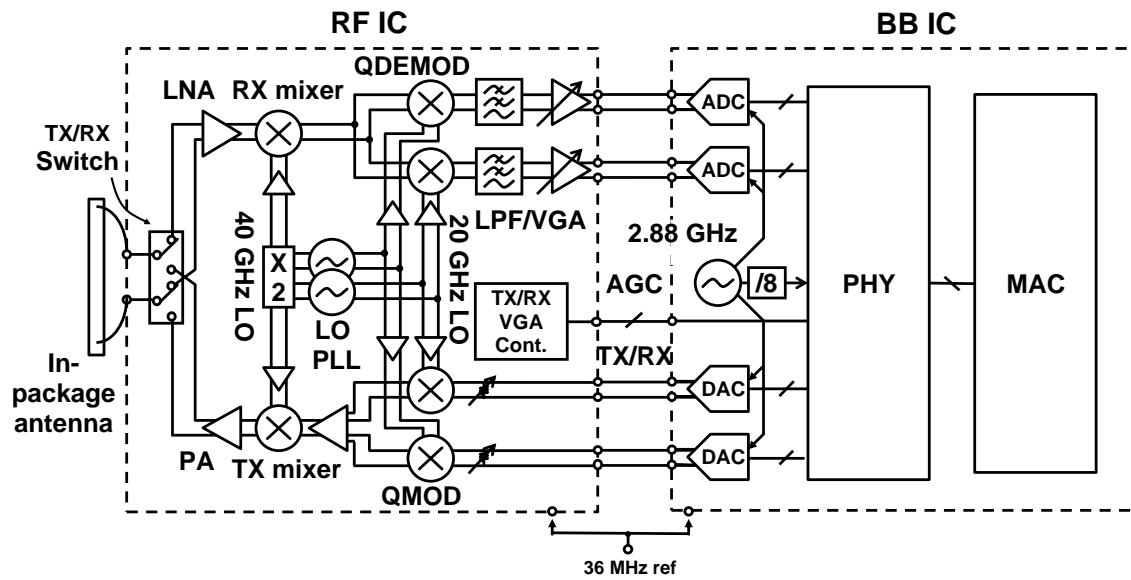 RF IC
BB IC
QDEMOD
LNA
RX mixer
ADC
TX/RX
Switch
ADC
LPF/VGA
40 GHz LO
20 GHz LO
2.88 GHz
X
2
/8
PHY
MAC
AGC
TX/RX
VGA
Cont.
LO
PLL
TX/RX
In-
package
antenna
DAC
PA
TX mixer
DAC
QMOD
36 MHz ref